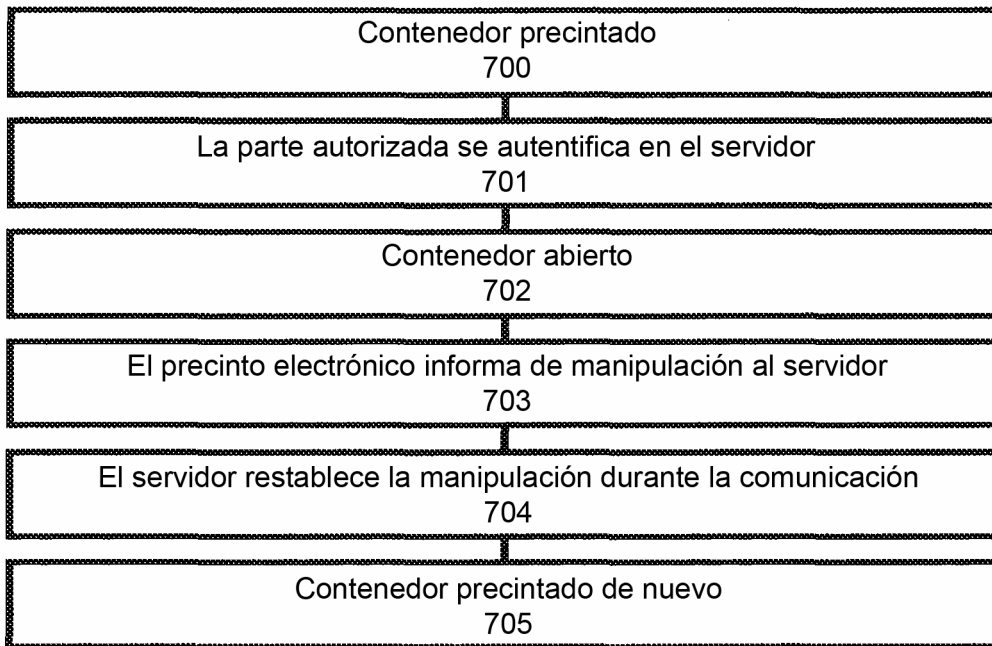 Contenedor precintado
700
La parte autorizada se autentifica en el servidor
701
Contenedor abierto
702
El precinto electrónico informa de manipulación al servidor
703
El servidor restablece la manipulación durante la comunicación
704
Contenedor precintado de nuevo
705